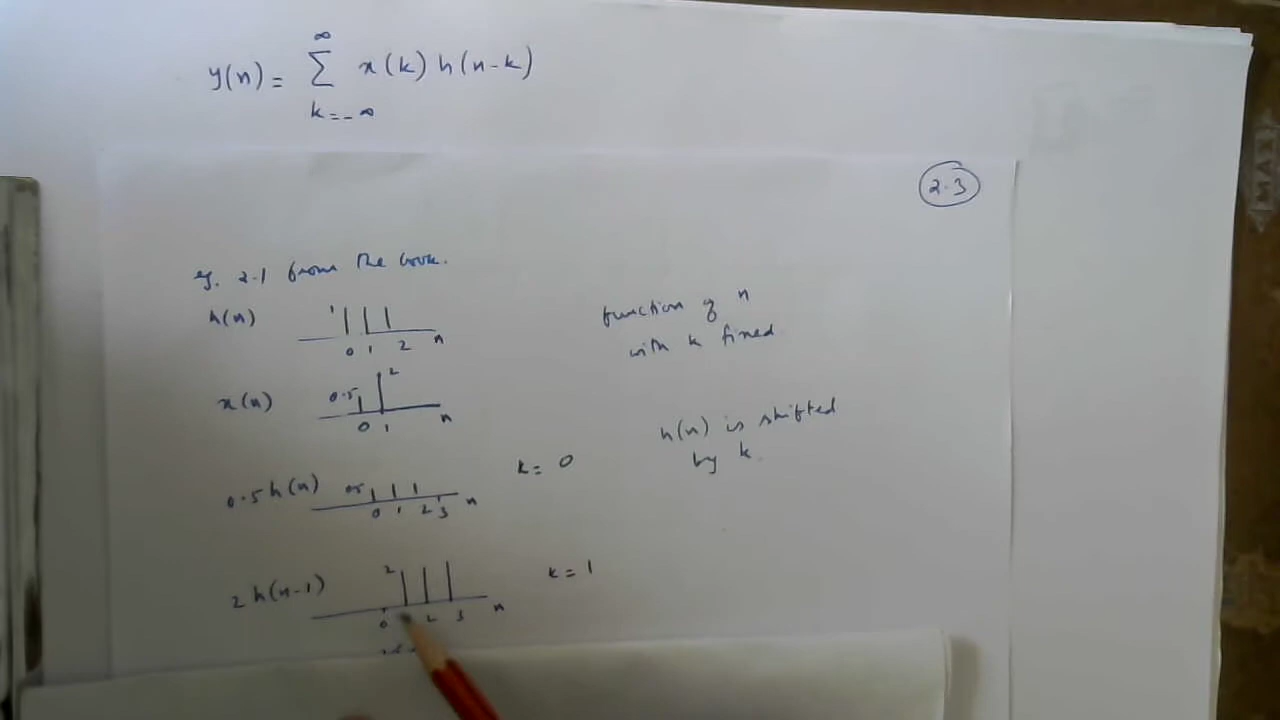 y(n) = ∞ Σ k=-∞ x(k) h(n-k)
2.3
eg. 2.1 from the book.
h(n) 1
0 1 2 n
function of n
with k fixed
x(n) 0.5 2
0 1 n
h(n) is shifted
by k.
0.5 h(n) 0.5
0 1 2 3 n
k = 0
2 h(n-1) 2
0 2 3 n
k = 1